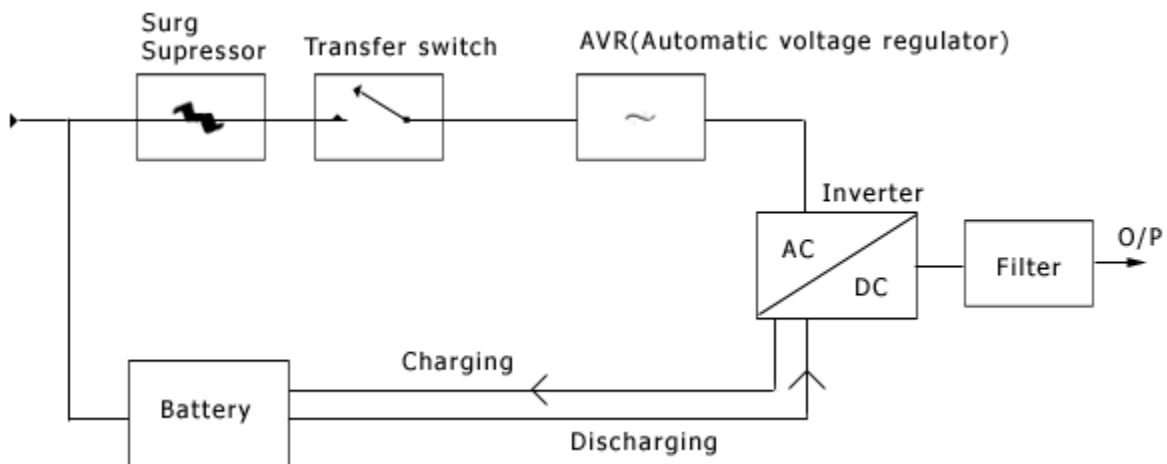 Surg
Supressor
Transfer switch
AVR(Automatic voltage regulator)
~
Inverter
AC
DC
Filter
O/P
Charging
Battery
Discharging